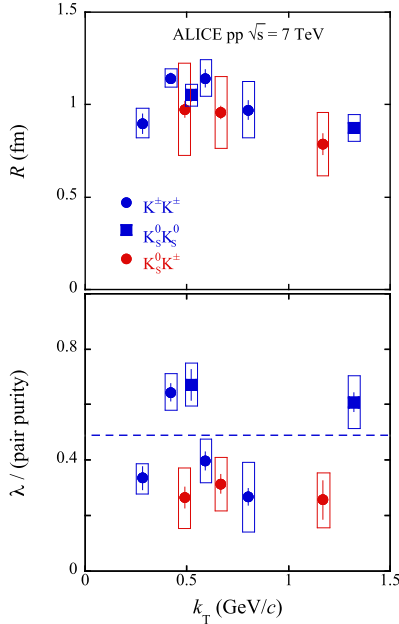 ALICE pp √s = 7 TeV
1.5
1
0.5
0
R (fm)
K±K±
K⁰ₛK⁰ₛ
K⁰ₛK±
0.8
0.4
0
λ / (pair purity)
0 0.5 1 1.5
k_T (GeV/c)